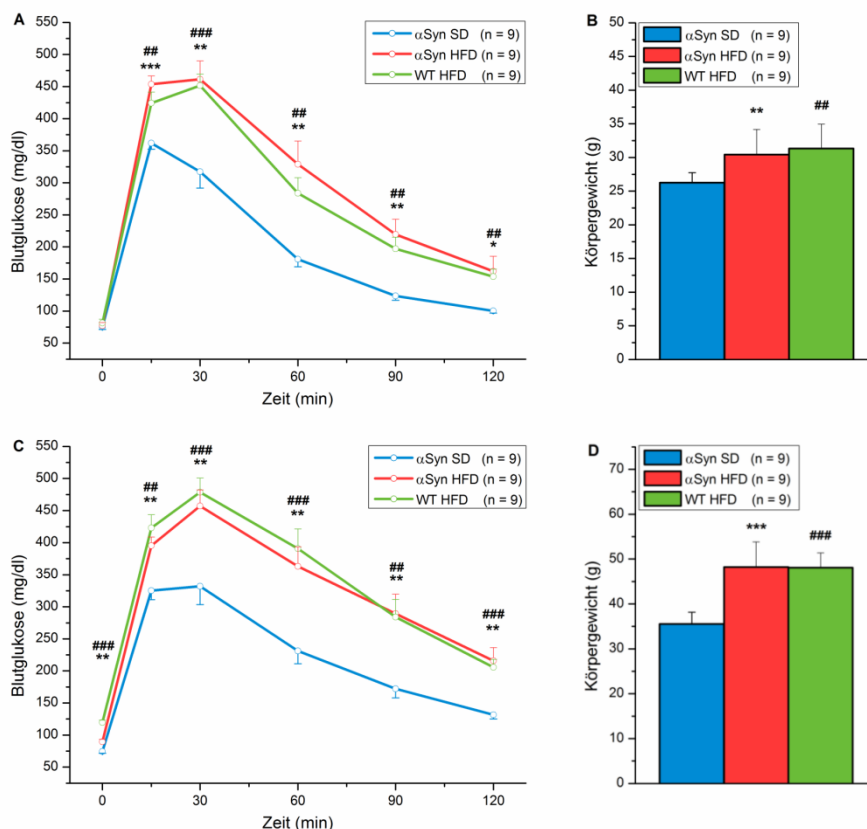 A
Blutglukose (mg/dl)
550
500
450
400
350
300
250
200
150
100
50
αSyn SD (n = 9)
αSyn HFD (n = 9)
WT HFD (n = 9)
##
***
###
**
##
**
##
**
##
*
0 30 60 90 120
Zeit (min)
B
Körpergewicht (g)
50
45
40
35
30
25
20
15
10
5
0
αSyn SD (n = 9)
αSyn HFD (n = 9)
WT HFD (n = 9)
** ##
C
Blutglukose (mg/dl)
550
500
450
400
350
300
250
200
150
100
50
αSyn SD (n = 9)
αSyn HFD (n = 9)
WT HFD (n = 9)
###
**
##
**
###
**
###
**
##
**
###
**
0 30 60 90 120
Zeit (min)
D
Körpergewicht (g)
70
60
50
40
30
20
10
0
αSyn SD (n = 9)
αSyn HFD (n = 9)
WT HFD (n = 9)
*** ###